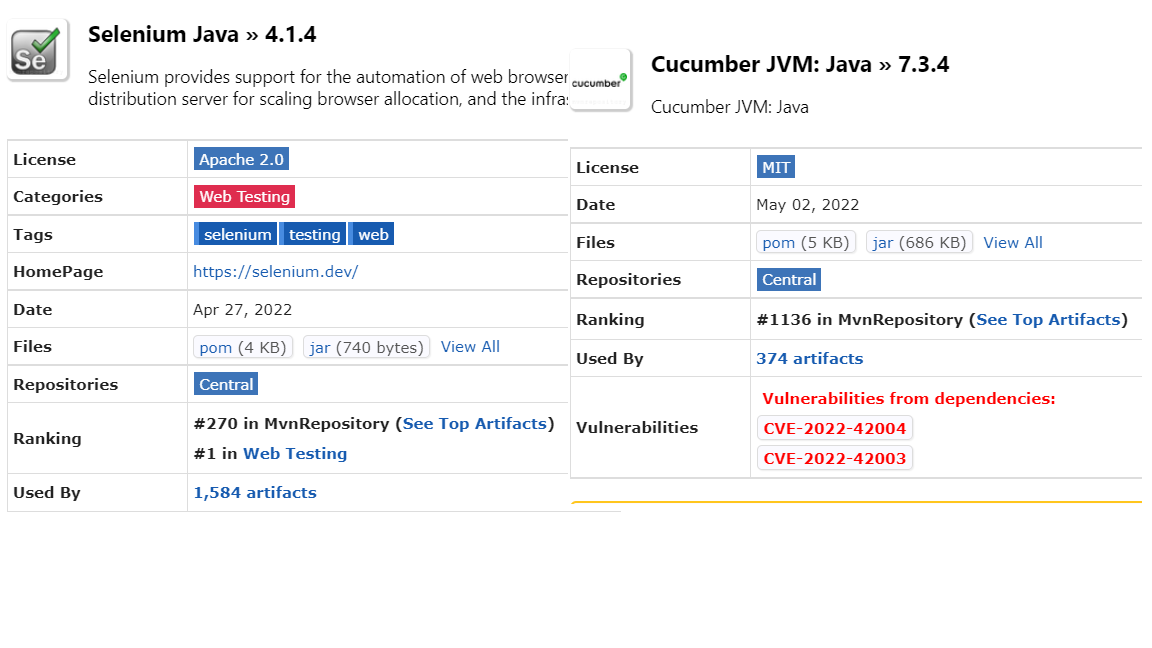 Se
Selenium Java » 4.1.4
Selenium provides support for the automation of web browser
distribution server for scaling browser allocation, and the infras
License Apache 2.0
Categories Web Testing
Tags selenium testing web
HomePage https://selenium.dev/
Date Apr 27, 2022
Files pom (4 KB) jar (740 bytes) View All
Repositories Central
Ranking #270 in MvnRepository (See Top Artifacts)
#1 in Web Testing
Used By 1,584 artifacts
cucumber
Cucumber JVM: Java » 7.3.4
Cucumber JVM: Java
License MIT
Date May 02, 2022
Files pom (5 KB) jar (686 KB) View All
Repositories Central
Ranking #1136 in MvnRepository (See Top Artifacts)
Used By 374 artifacts
Vulnerabilities Vulnerabilities from dependencies:
CVE-2022-42004
CVE-2022-42003